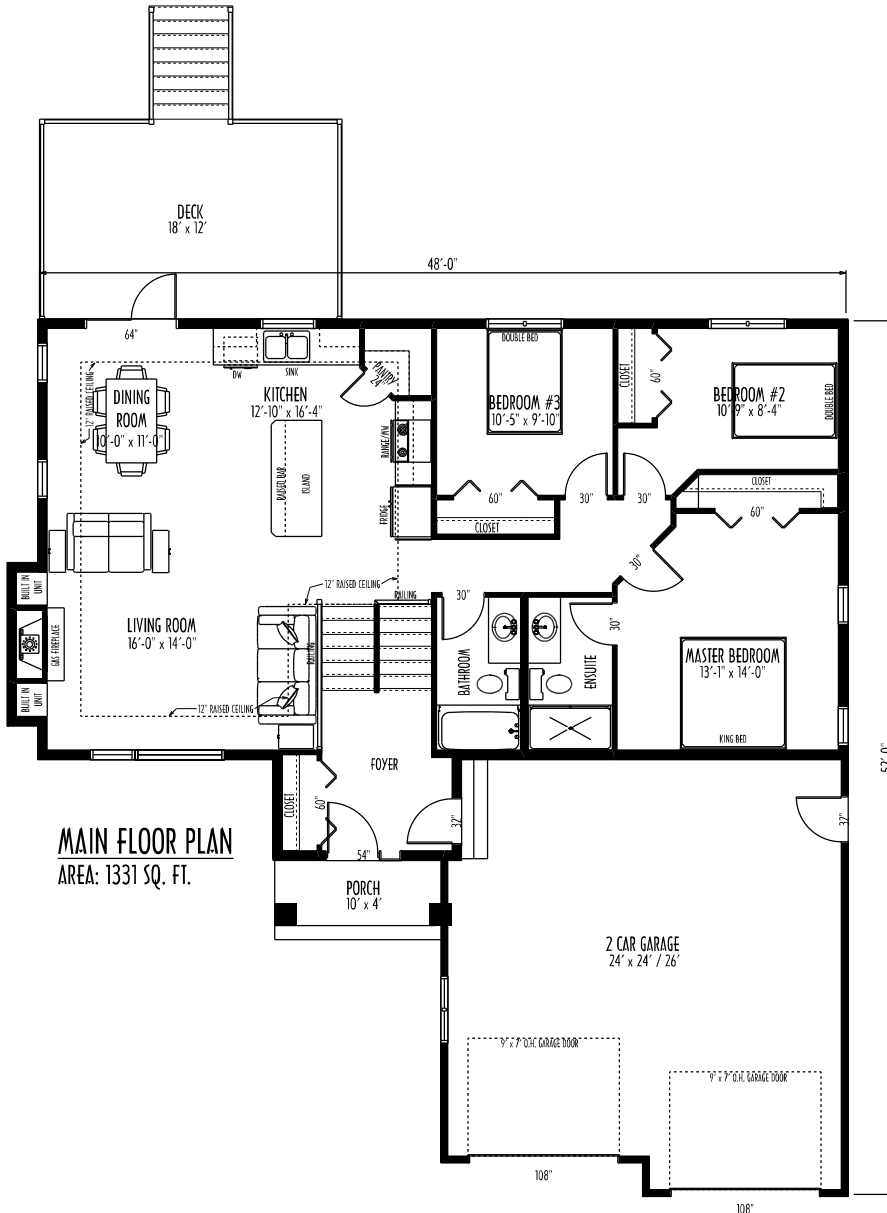 DECK
18' x 12'
48'-0"
64"
DOUBLE BED
DW
SINK
PANTRY
24"
CLOSET
60"
12" RAISED CEILING
DINING
ROOM
10'-0" x 11'-0"
KITCHEN
12'-10" x 16'-4"
BEDROOM #3
10'-5" x 9'-10"
BEDROOM #2
10'-9" x 8'-4"
DOUBLE BED
RANGE/MW
RAISED BAR
ISLAND
FRIDGE
60"
CLOSET
30"
30"
CLOSET
60"
30"
BUILT IN
UNIT
12" RAISED CEILING
RAILING
30"
30"
LIVING ROOM
16'-0" x 14'-0"
GAS FIREPLACE
RAILING
BATHROOM
ENSUITE
MASTER BEDROOM
13'-1" x 14'-0"
BUILT IN
UNIT
12" RAISED CEILING
KING BED
FOYER
52'-0"
CLOSET
60"
32"
32"
54"
MAIN FLOOR PLAN
AREA: 1331 SQ. FT.
PORCH
10' x 4'
2 CAR GARAGE
24' x 24' / 26'
9' x 7' O.H. GARAGE DOOR
9' x 7' O.H. GARAGE DOOR
108"
108"